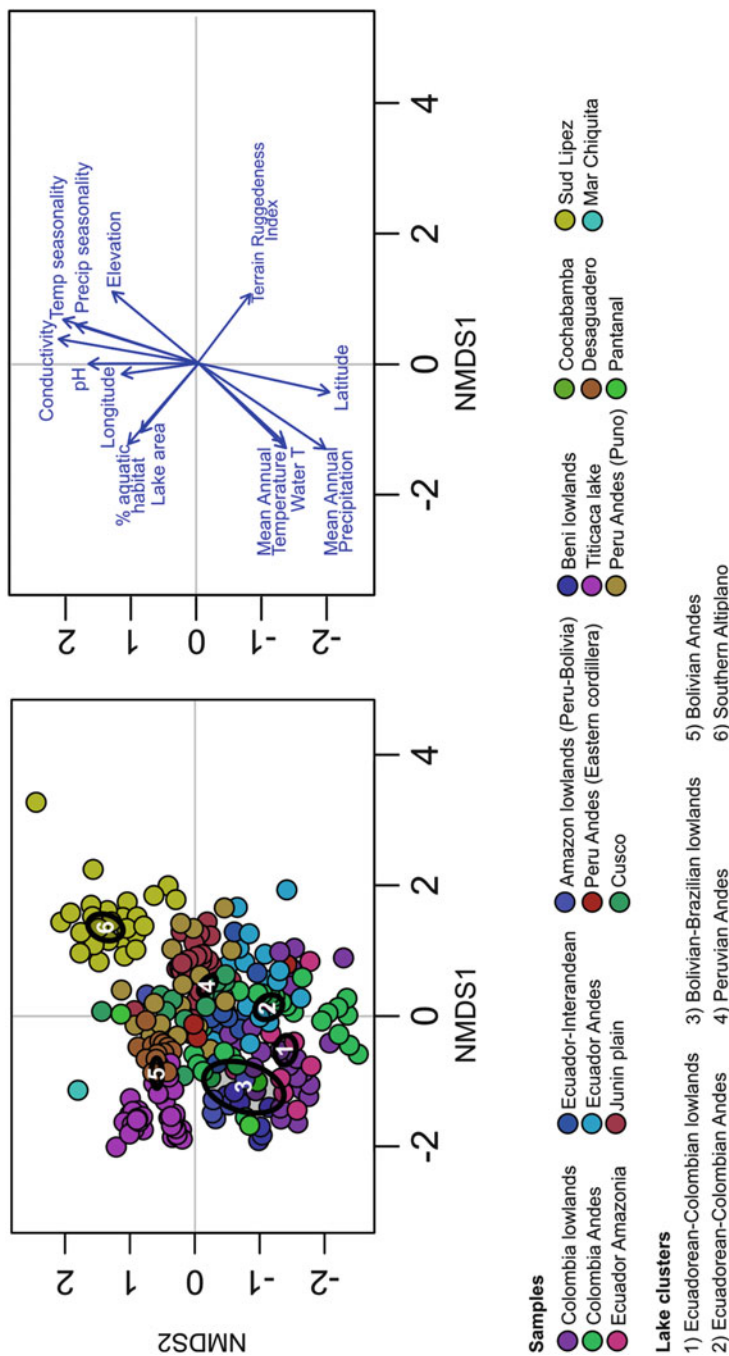 NMDS2
2
1
0
-1
-2
-2
0
2
4
NMDS1
1
2
3
4
5
6
2
1
0
-1
-2
-2
0
2
4
NMDS1
Conductivity
Temp seasonality
Precip seasonality
pH
Elevation
Longitude
% aquatic
habitat
Lake area
Terrain Ruggedeness
Index
Mean Annual
Temperature
Water T
Latitude
Mean Annual
Precipitation
Samples
Colombia lowlands
Colombia Andes
Ecuador Amazonia
Ecuador-Interandean
Ecuador Andes
Junin plain
Amazon lowlands (Peru-Bolivia)
Peru Andes (Eastern cordillera)
Cusco
Beni lowlands
Titicaca lake
Peru Andes (Puno)
Cochabamba
Desaguadero
Pantanal
Sud Lipez
Mar Chiquita
Lake clusters
1) Ecuadorean-Colombian lowlands
2) Ecuadorean-Colombian Andes
3) Bolivian-Brazilian lowlands
4) Peruvian Andes
5) Bolivian Andes
6) Southern Altiplano